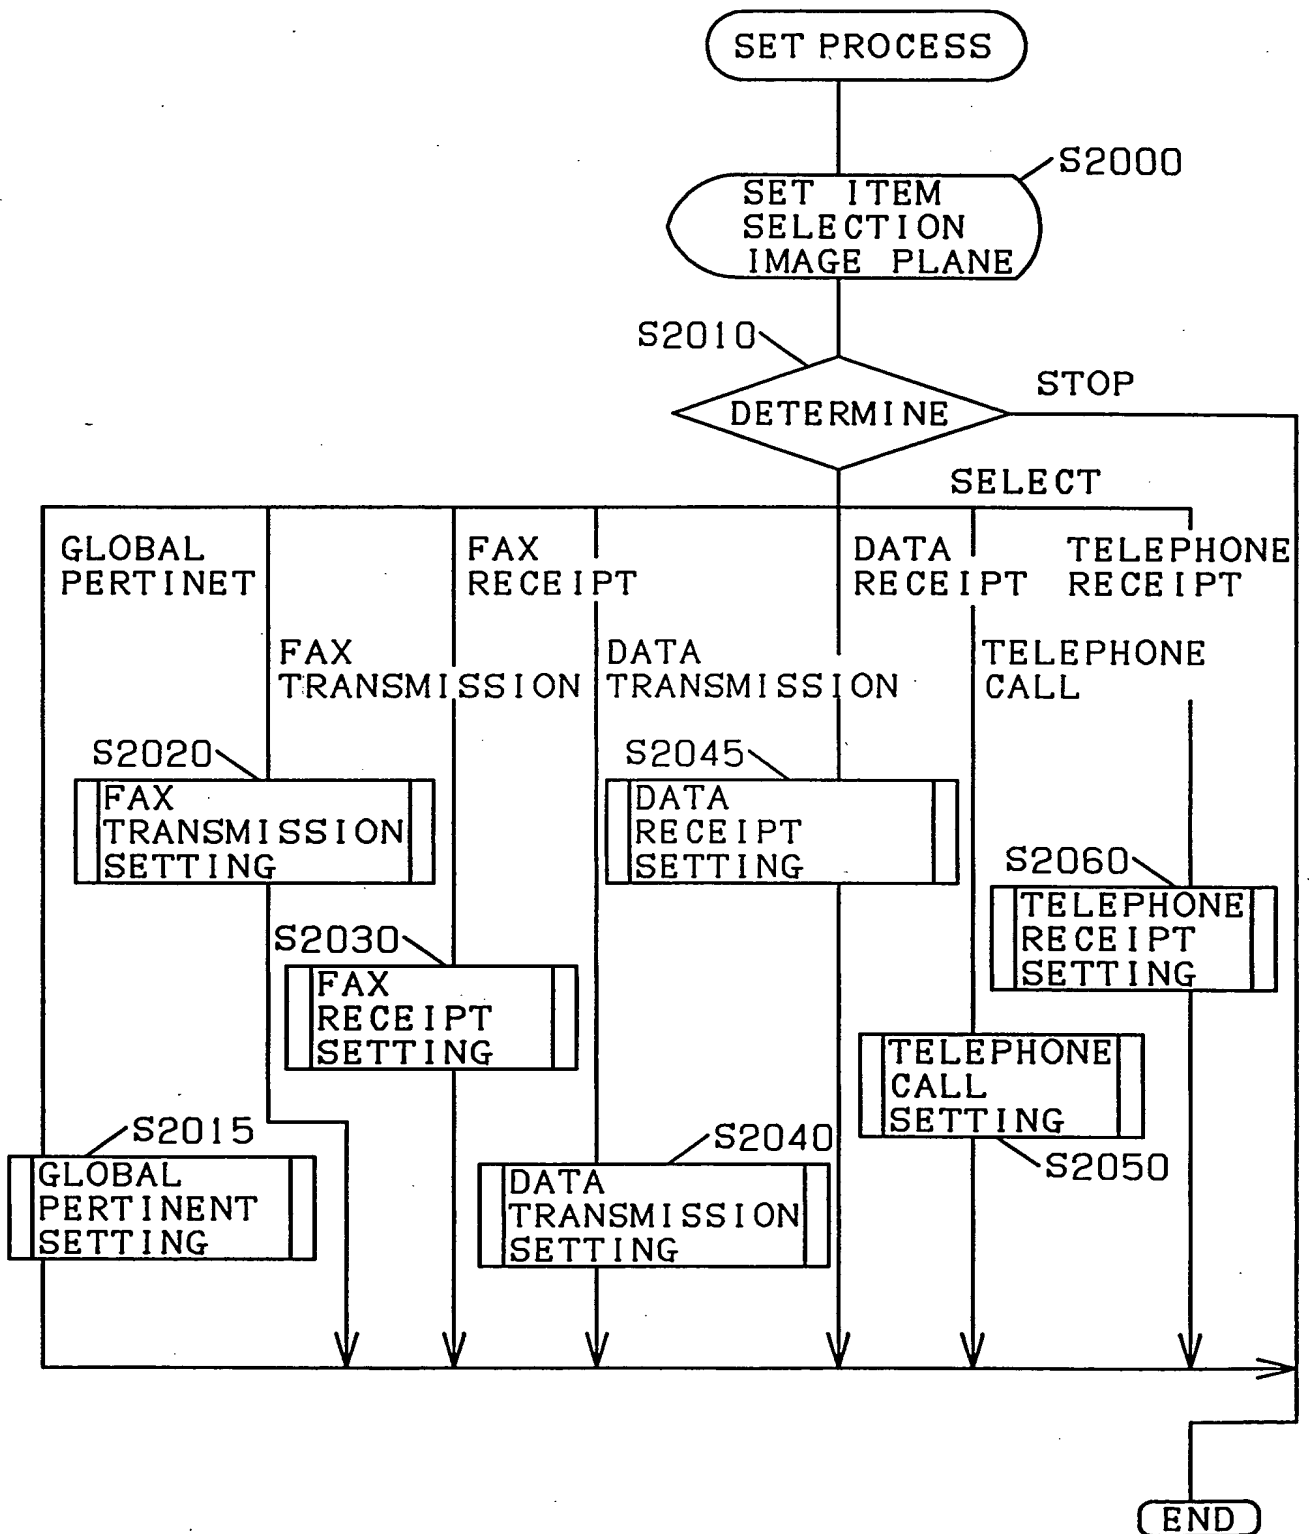 SET PROCESS
S2000
SET ITEM
SELECTION
IMAGE PLANE
S2010
DETERMINE
STOP
SELECT
GLOBAL
PERTINET
FAX
RECEIPT
DATA
RECEIPT
TELEPHONE
RECEIPT
FAX
TRANSMISSION
DATA
TRANSMISSION
TELEPHONE
CALL
S2020
FAX
TRANSMISSION
SETTING
S2045
DATA
RECEIPT
SETTING
S2060
TELEPHONE
RECEIPT
SETTING
S2030
FAX
RECEIPT
SETTING
TELEPHONE
CALL
SETTING
S2050
S2015
GLOBAL
PERTINENT
SETTING
S2040
DATA
TRANSMISSION
SETTING
END